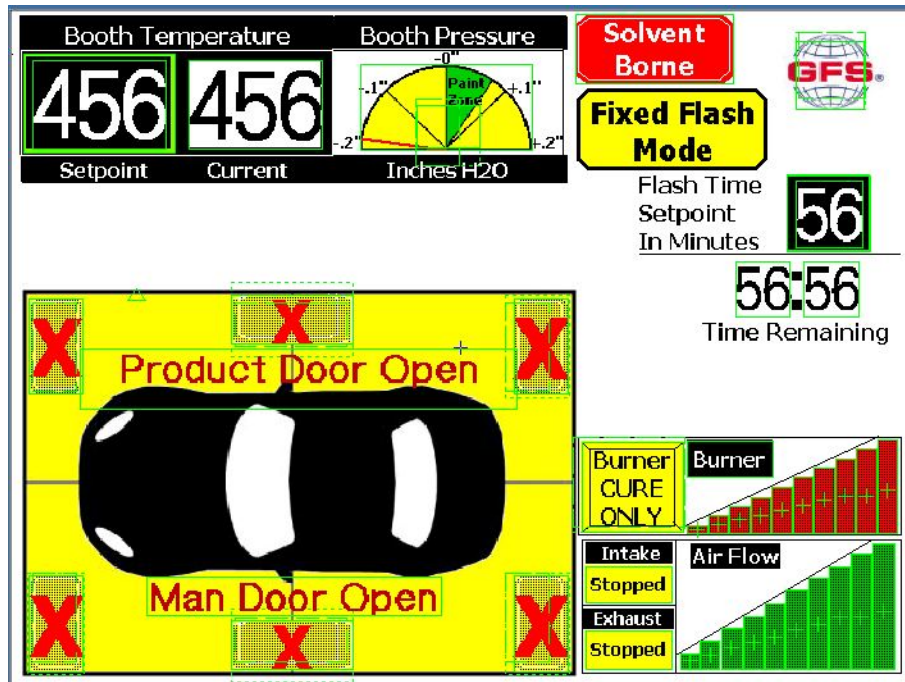 Booth Temperature
Booth Pressure
456
456
Setpoint
Current
-0"
-.1"
.1"
-.2"
+.2"
Paint
Zone
Inches H2O
Solvent
Borne
GFS®
Fixed Flash
Mode
Flash Time
Setpoint
In Minutes
56
56:56
Time Remaining
X
X
X
Product Door Open
Man Door Open
X
X
X
Burner
CURE
ONLY
Burner
Intake
Stopped
Exhaust
Stopped
Air Flow